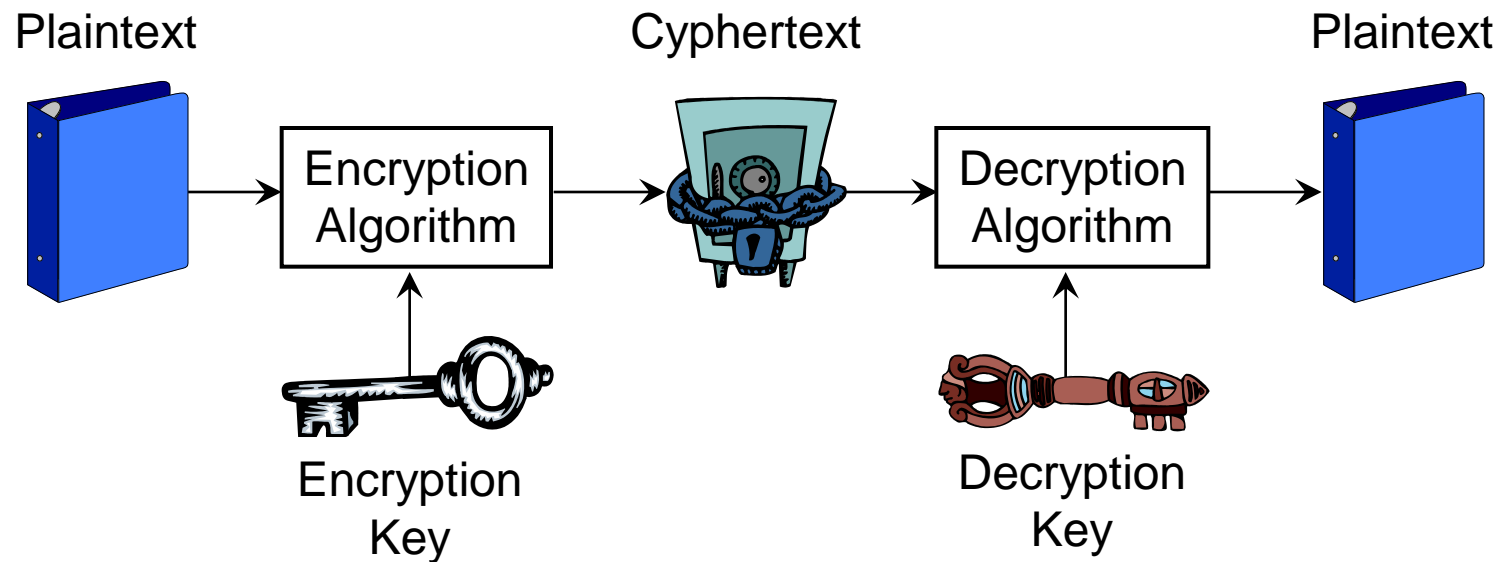 Plaintext
Cyphertext
Plaintext
Encryption
Algorithm
Decryption
Algorithm
Encryption
Key
Decryption
Key